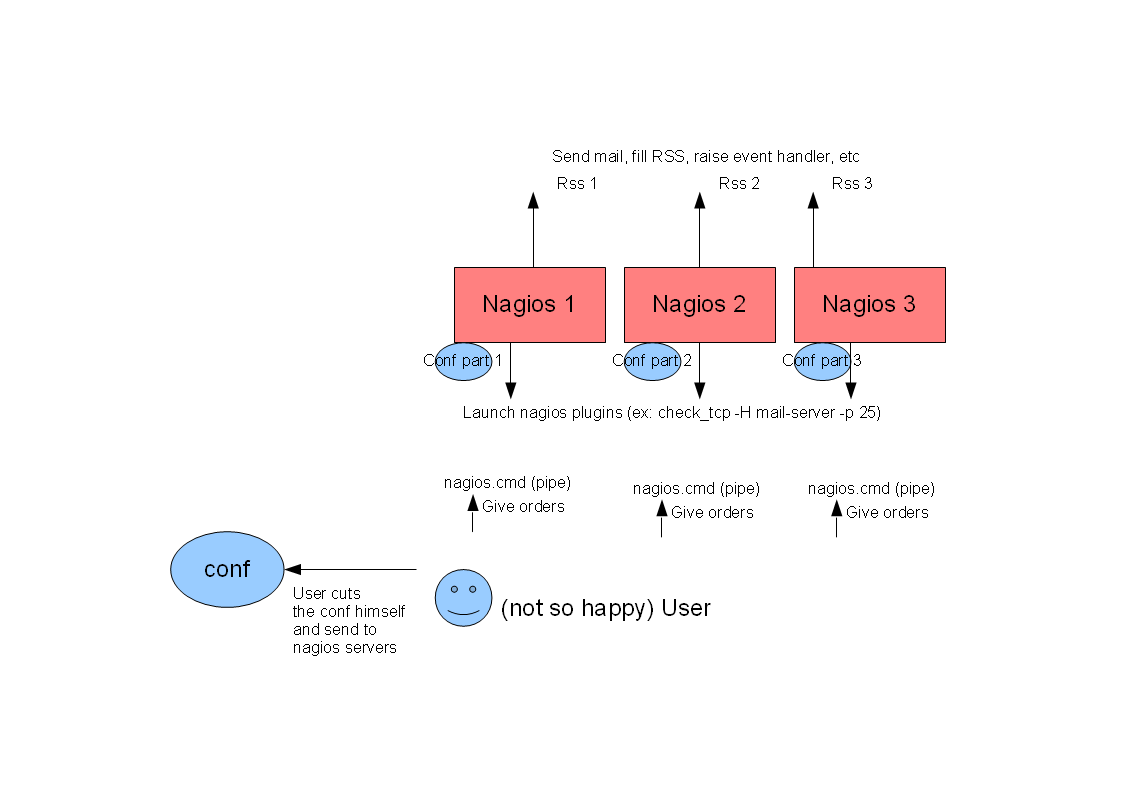 Send mail, fill RSS, raise event handler, etc
Rss 1
Rss 2
Rss 3
Nagios 1
Nagios 2
Nagios 3
Conf part 1
Conf part 2
Conf part 3
Launch nagios plugins (ex: check_tcp -H mail-server -p 25)
nagios.cmd (pipe)
Give orders
nagios.cmd (pipe)
Give orders
nagios.cmd (pipe)
Give orders
conf
User cuts
the conf himself
and send to
nagios servers
(not so happy) User